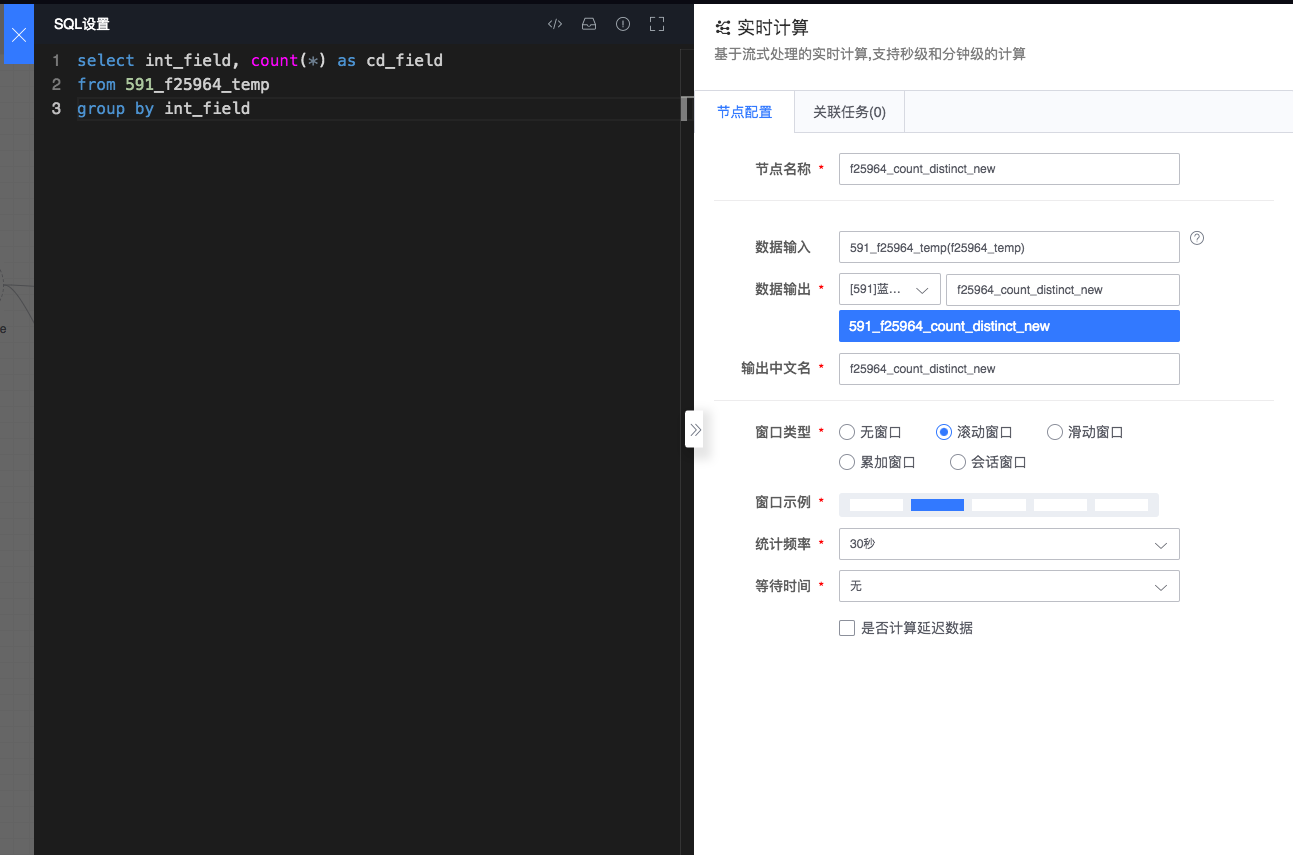 SQL设置
1 select int_field, count(*) as cd_field
2 from 591_f25964_temp
3 group by int_field
e
实时计算
基于流式处理的实时计算,支持秒级和分钟级的计算
节点配置 关联任务(0)
节点名称 * f25964_count_distinct_new
数据输入 591_f25964_temp(f25964_temp)
数据输出 * [591]蓝... f25964_count_distinct_new
591_f25964_count_distinct_new
输出中文名 * f25964_count_distinct_new
窗口类型 * 无窗口 滚动窗口 滑动窗口
累加窗口 会话窗口
窗口示例 *
统计频率 * 30秒
等待时间 * 无
是否计算延迟数据